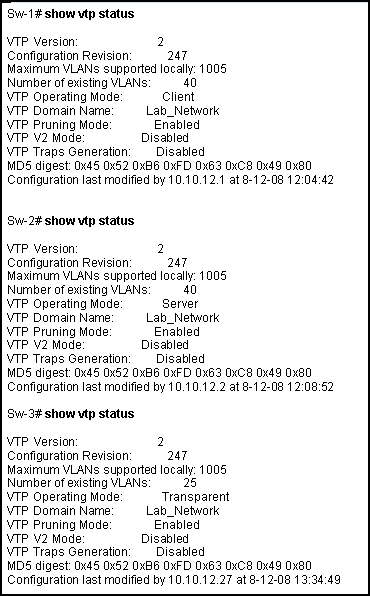 Sw-1# show vtp status
VTP Version: 2
Configuration Revision: 247
Maximum VLANs supported locally: 1005
Number of existing VLANs: 40
VTP Operating Mode: Client
VTP Domain Name: Lab_Network
VTP Pruning Mode: Enabled
VTP V2 Mode: Disabled
VTP Traps Generation: Disabled
MD5 digest: 0x45 0x52 0xB6 0xFD 0x63 0xC8 0x49 0x80
Configuration last modified by 10.10.12.1 at 8-12-08 12:04:42
Sw-2# show vtp status
VTP Version: 2
Configuration Revision: 247
Maximum VLANs supported locally: 1005
Number of existing VLANs: 40
VTP Operating Mode: Server
VTP Domain Name: Lab_Network
VTP Pruning Mode: Enabled
VTP V2 Mode: Disabled
VTP Traps Generation: Disabled
MD5 digest: 0x45 0x52 0xB6 0xFD 0x63 0xC8 0x49 0x80
Configuration last modified by 10.10.12.2 at 8-12-08 12:08:52
Sw-3# show vtp status
VTP Version: 2
Configuration Revision: 247
Maximum VLANs supported locally: 1005
Number of existing VLANs: 25
VTP Operating Mode: Transparent
VTP Domain Name: Lab_Network
VTP Pruning Mode: Enabled
VTP V2 Mode: Disabled
VTP Traps Generation: Disabled
MD5 digest: 0x45 0x52 0xB6 0xFD 0x63 0xC8 0x49 0x80
Configuration last modified by 10.10.12.27 at 8-12-08 13:34:49